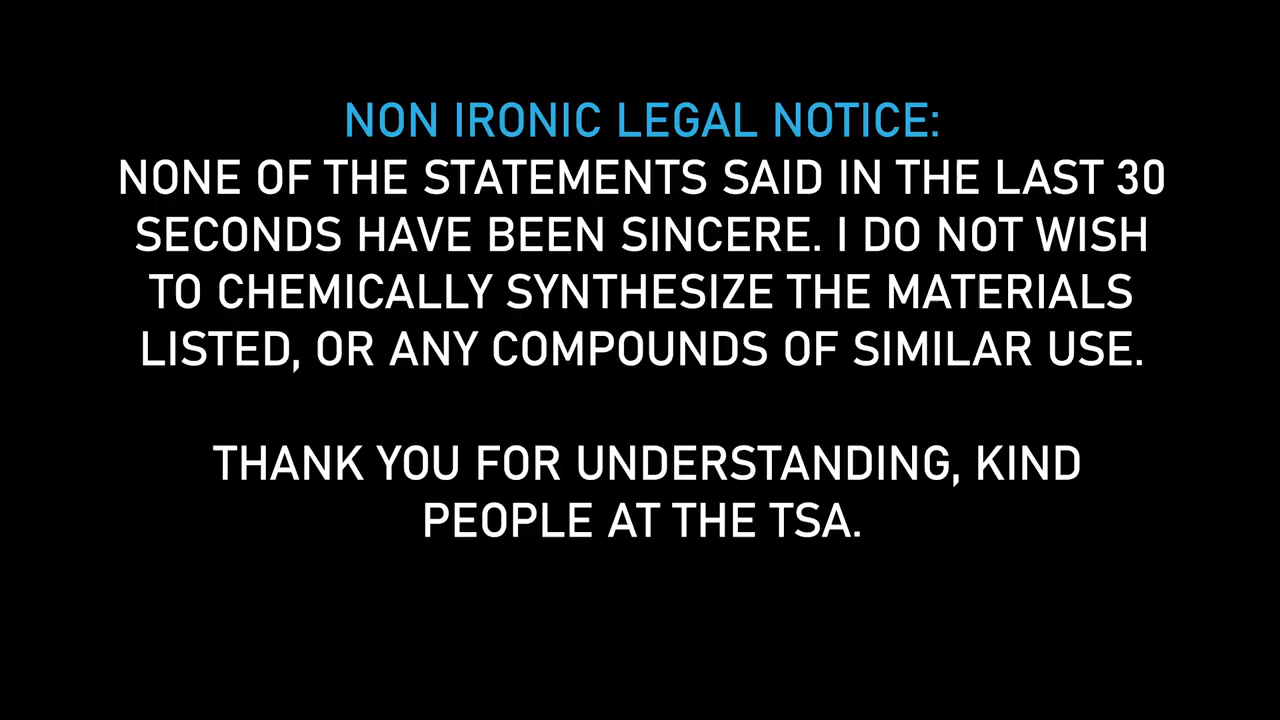 NON IRONIC LEGAL NOTICE:
NONE OF THE STATEMENTS SAID IN THE LAST 30
SECONDS HAVE BEEN SINCERE. I DO NOT WISH
TO CHEMICALLY SYNTHESIZE THE MATERIALS
LISTED, OR ANY COMPOUNDS OF SIMILAR USE.
THANK YOU FOR UNDERSTANDING, KIND
PEOPLE AT THE TSA.